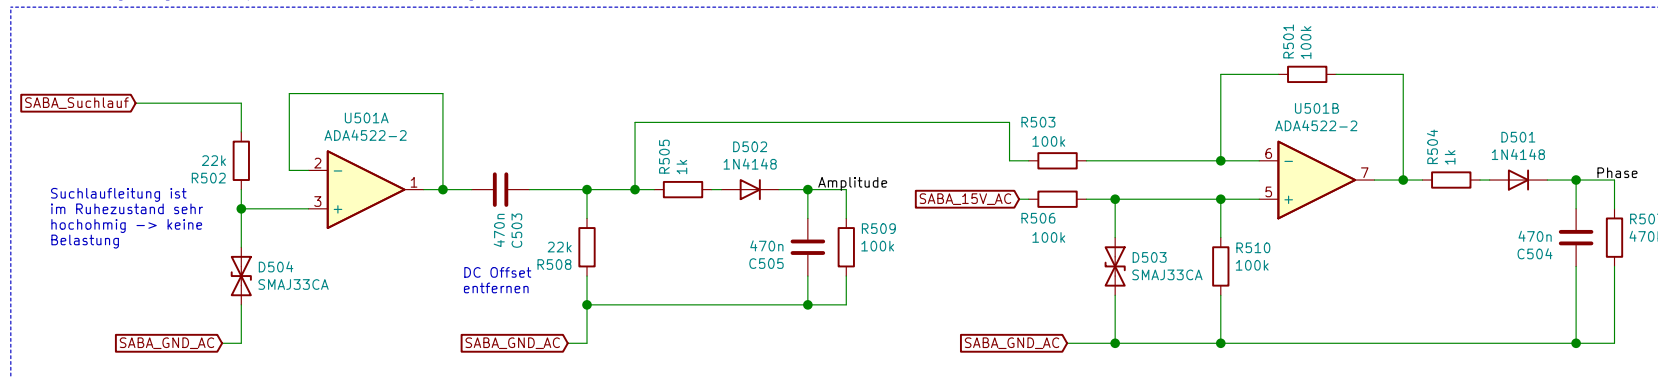 SABA_Suchlauf
22k
R502
Suchlaufleitung ist
im Ruhezustand sehr
hochohmig -> keine
Belastung
D504
SMAJ33CA
SABA_GND_AC
U501A
ADA4522-2
2
3
1
-
+
470n
C503
DC Offset
entfernen
22k
R508
SABA_GND_AC
R505
1k
D502
1N4148
Amplitude
470n
C505
R509
100k
R503
100k
SABA_15V_AC
R506
100k
D503
SMAJ33CA
R510
100k
SABA_GND_AC
R501
100k
U501B
ADA4522-2
6
5
7
-
+
R504
1k
D501
1N4148
Phase
470n
C504